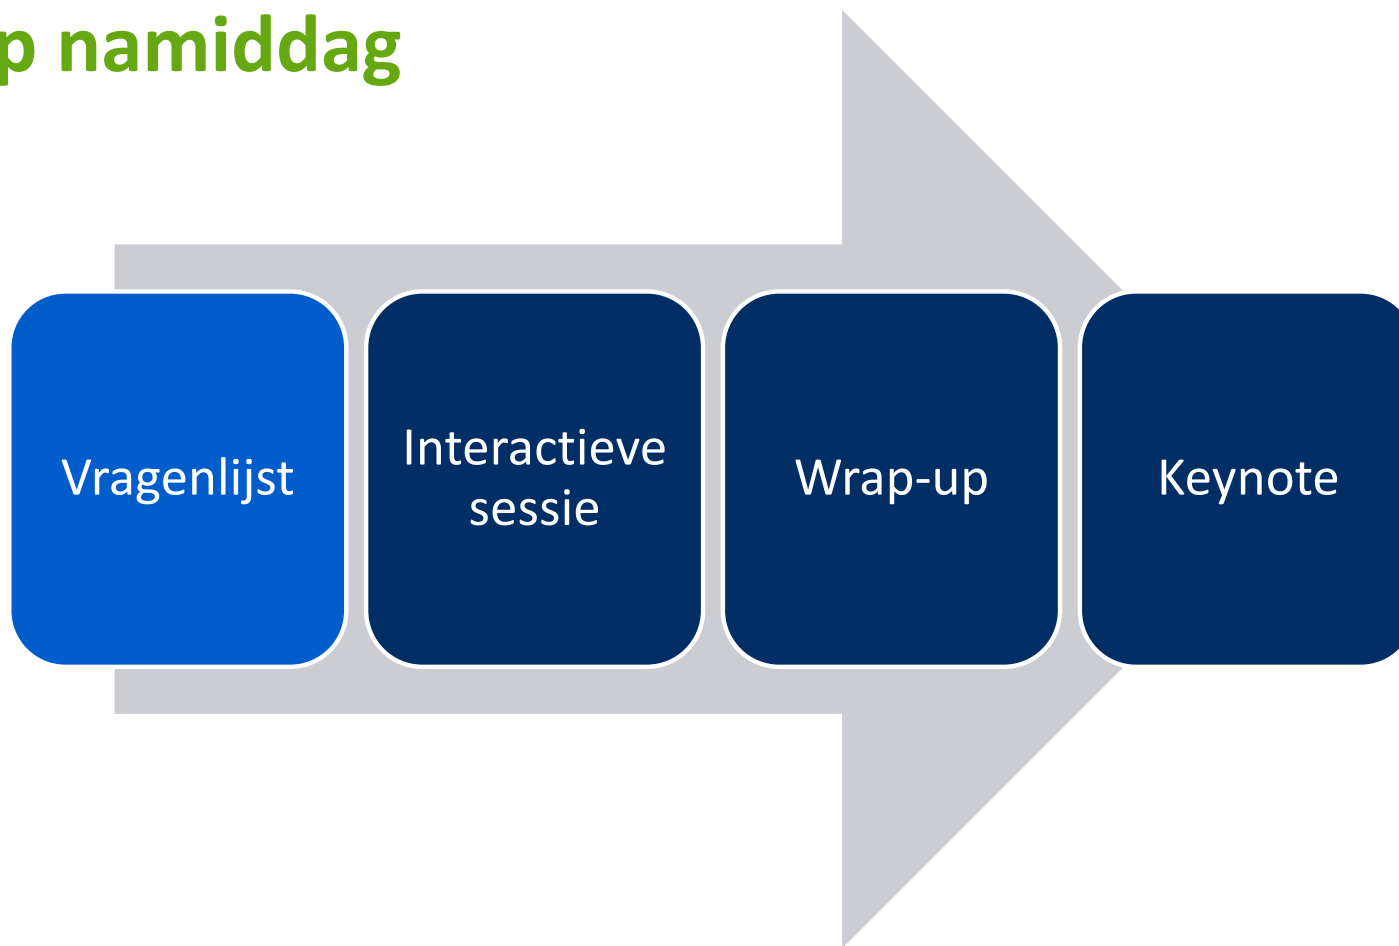 p namiddag
Vragenlijst
Interactieve
sessie
Wrap-up
Keynote